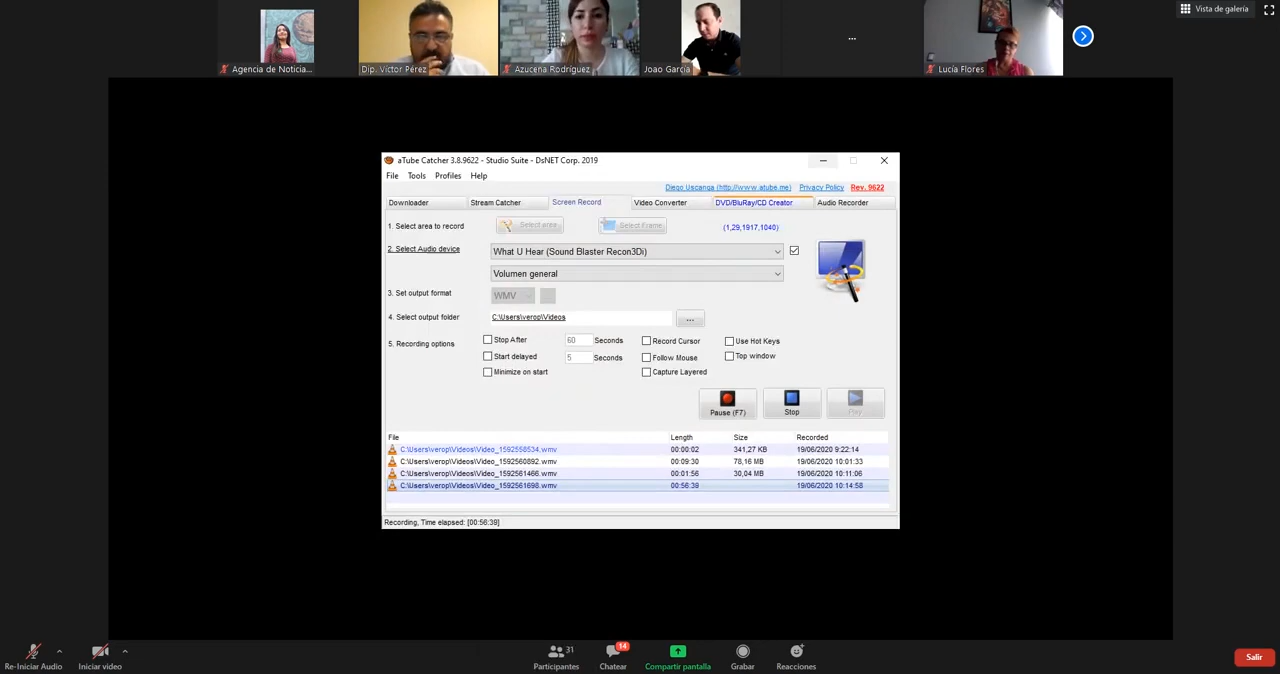 Vista de galería
Agencia de Noticia...
Dip. Víctor Pérez
Azucena Rodríguez
Joao García
...
Lucía Flores
aTube Catcher 3.8.9622 - Studio Suite - DsNET Corp. 2019
File Tools Profiles Help
Diego Uscanga (http://www.atube.me) Privacy Policy Rev. 9622
Downloader Stream Catcher Screen Record Video Converter DVD/BluRay/CD Creator Audio Recorder
1. Select area to record Select area Select Frame (1,29,1917,1040)
2. Select Audio device What U Hear (Sound Blaster Recon3Di)
Volumen general
3. Set output format WMV ...
4. Select output folder C:\Users\verop\Videos ...
5. Recording options
Stop After 60 Seconds Record Cursor Use Hot Keys
Start delayed 5 Seconds Follow Mouse Top window
Minimize on start Capture Layered
Pause (F7) Stop Play
File Length Size Recorded
C:\Users\verop\Videos\Video_1592558534.wmv 00:00:02 341,27 KB 19/06/2020 9:22:14
C:\Users\verop\Videos\Video_1592560892.wmv 00:09:30 78,16 MB 19/06/2020 10:01:33
C:\Users\verop\Videos\Video_1592561466.wmv 00:01:56 30,04 MB 19/06/2020 10:11:06
C:\Users\verop\Videos\Video_1592561698.wmv 00:56:39 19/06/2020 10:14:58
Recording, Time elapsed: [00:56:39]
31
14
Re-Iniciar Audio Iniciar video Participantes Chatear Compartir pantalla Grabar Reacciones Salir